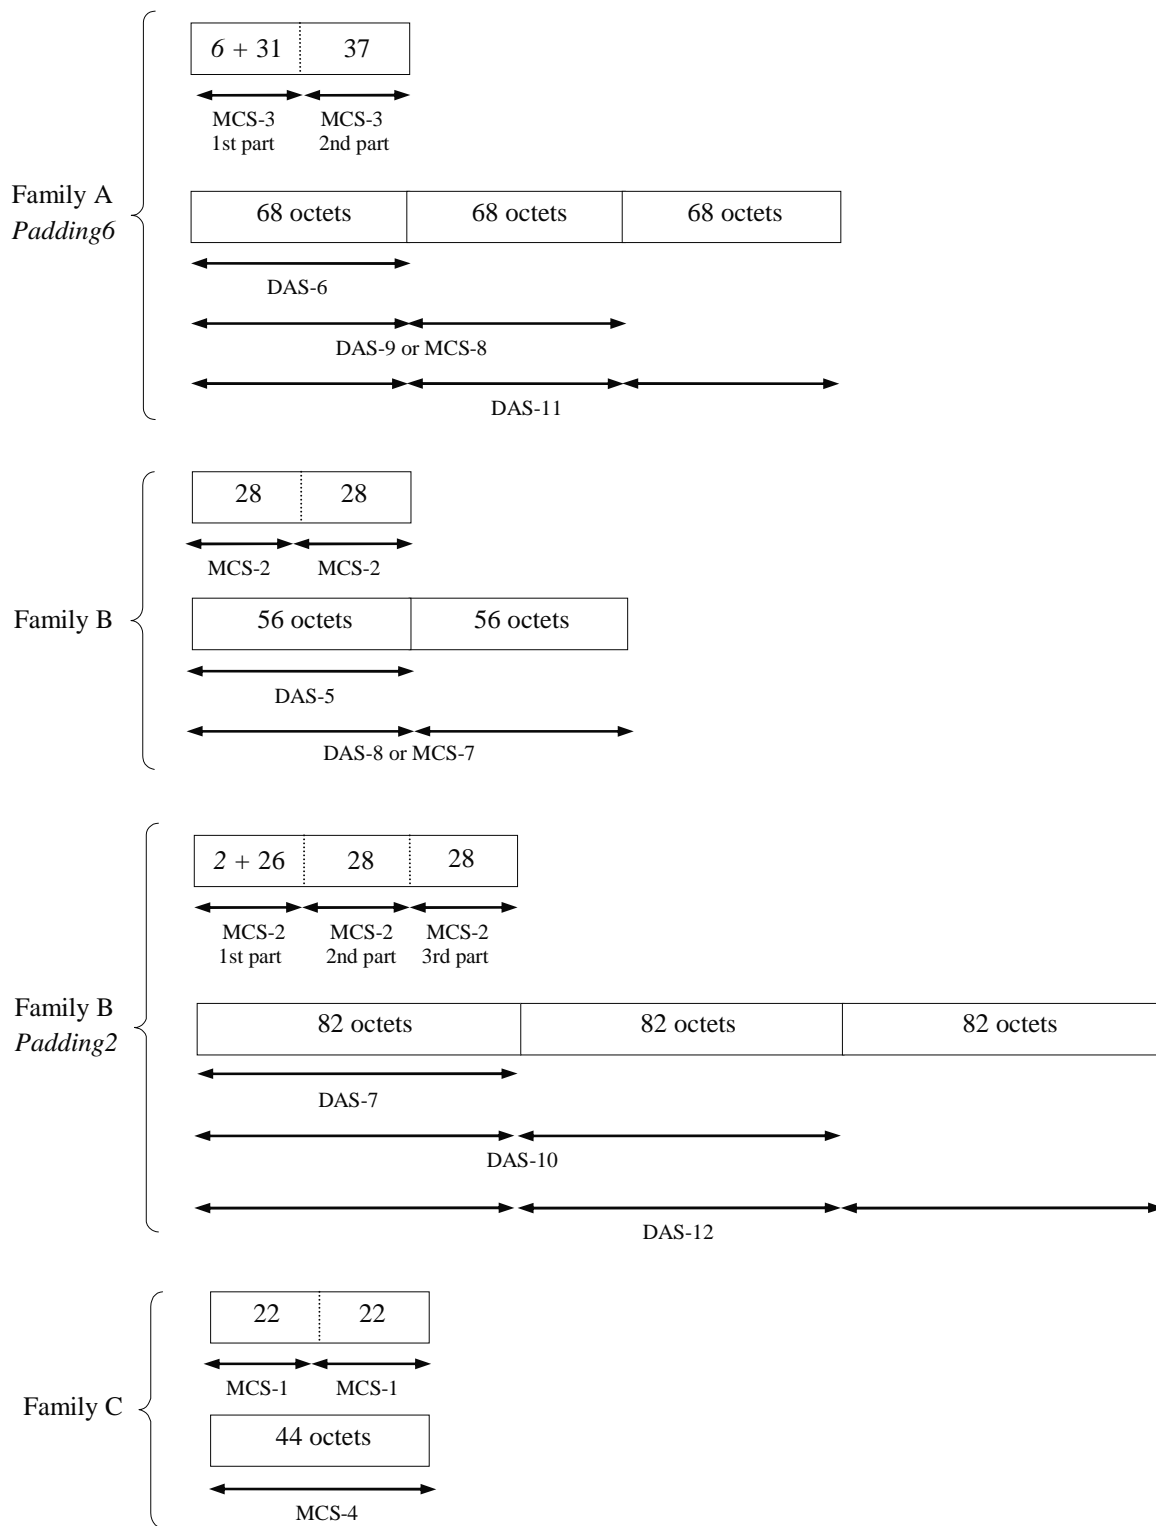 6 + 31 37
MCS-3 MCS-3
1st part 2nd part
Family A
Padding6
68 octets 68 octets 68 octets
DAS-6
DAS-9 or MCS-8
DAS-11
28 28
MCS-2 MCS-2
Family B
56 octets 56 octets
DAS-5
DAS-8 or MCS-7
2 + 26 28 28
MCS-2 MCS-2 MCS-2
1st part 2nd part 3rd part
Family B
Padding2
82 octets 82 octets 82 octets
DAS-7
DAS-10
DAS-12
22 22
MCS-1 MCS-1
Family C
44 octets
MCS-4